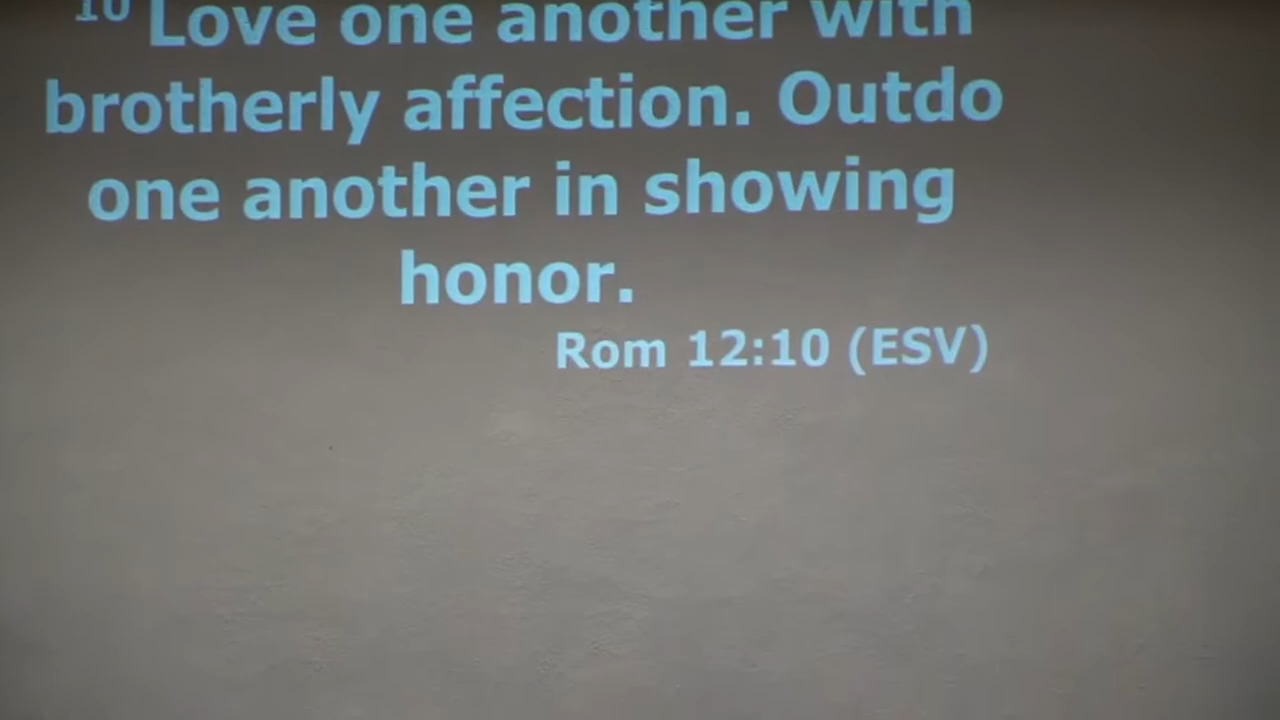 10 Love one another with
brotherly affection. Outdo
one another in showing
honor.
Rom 12:10 (ESV)